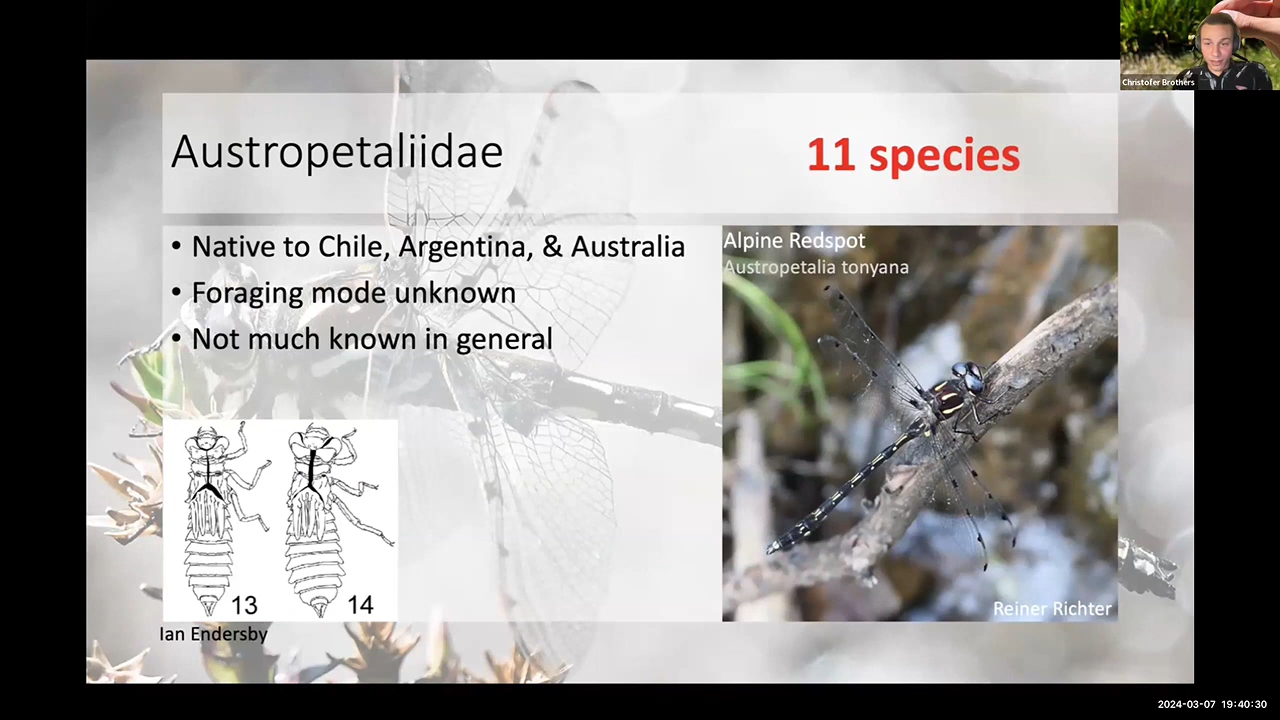 Christofer Brothers
Austropetaliidae
11 species
• Native to Chile, Argentina, & Australia
• Foraging mode unknown
• Not much known in general
Alpine Redspot
Austropetalia tonyana
13
14
Reiner Richter
Ian Endersby
2024-03-07 19:40:30